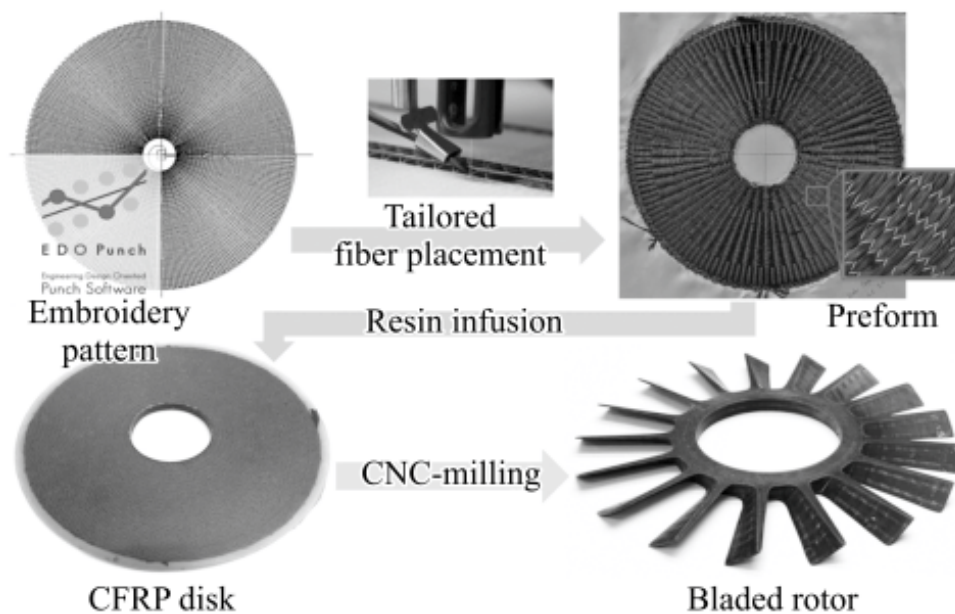 E D O Punch
Engineering Design Oriented
Punch Software
Embroidery
pattern
Tailored
fiber placement
Preform
Resin infusion
CFRP disk
CNC-milling
Bladed rotor